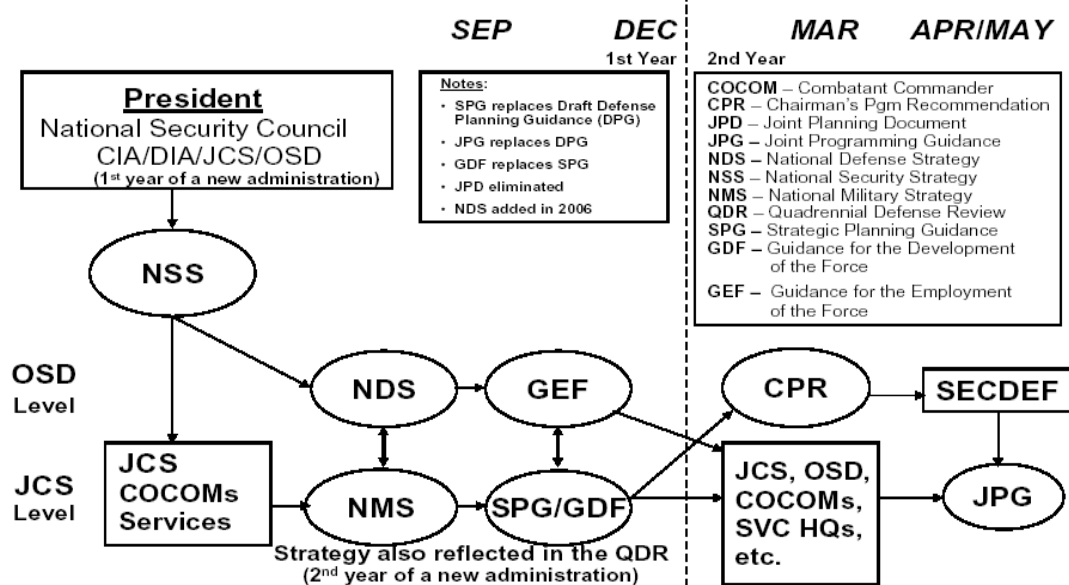 SEP DEC MAR APR/MAY
1st Year 2nd Year
President
National Security Council
CIA/DIA/JCS/OSD
(1st year of a new administration)
Notes:
• SPG replaces Draft Defense
Planning Guidance (DPG)
• JPG replaces DPG
• GDF replaces SPG
• JPD eliminated
• NDS added in 2006
COCOM – Combatant Commander
CPR – Chairman's Pgm Recommendation
JPD – Joint Planning Document
JPG – Joint Programming Guidance
NDS – National Defense Strategy
NSS – National Security Strategy
NMS – National Military Strategy
QDR – Quadrennial Defense Review
SPG – Strategic Planning Guidance
GDF – Guidance for the Development
of the Force
GEF – Guidance for the Employment
of the Force
NSS
OSD
Level
NDS
GEF
CPR
SECDEF
JCS
Level
JCS
COCOMs
Services
NMS
SPG/GDF
JCS, OSD,
COCOMs,
SVC HQs,
etc.
JPG
Strategy also reflected in the QDR
(2nd year of a new administration)